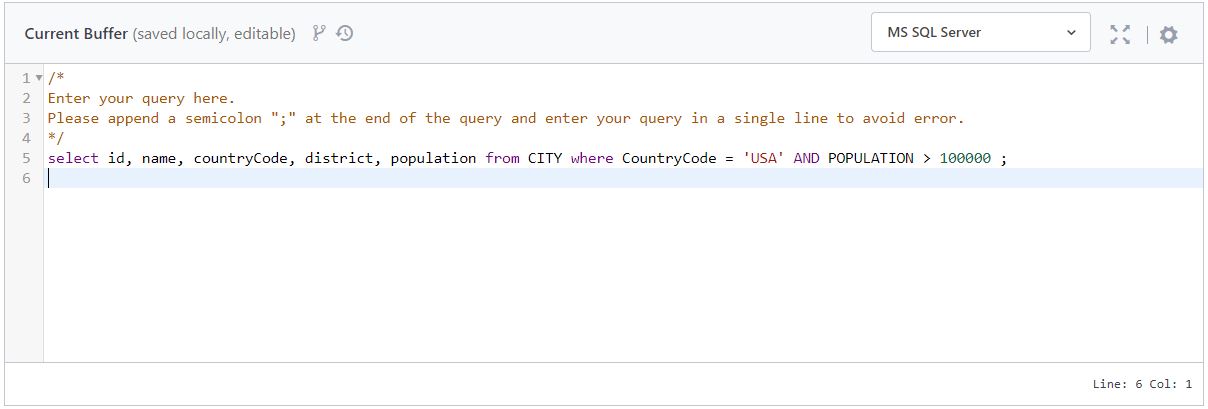 Current Buffer (saved locally, editable)
MS SQL Server
1 /*
2 Enter your query here.
3 Please append a semicolon ";" at the end of the query and enter your query in a single line to avoid error.
4 */
5 select id, name, countryCode, district, population from CITY where CountryCode = 'USA' AND POPULATION > 100000 ;
6
Line: 6 Col: 1